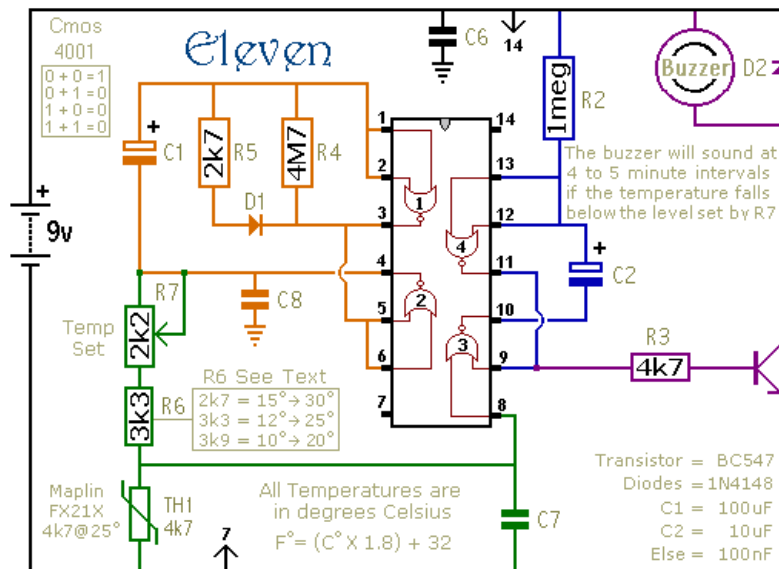 Cmos
4001
0 + 0 = 1
0 + 1 = 0
1 + 0 = 0
1 + 1 = 0
Eleven
+
C6
14
Buzzer
D2
1meg
R2
+
C1
2k7
R5
4M7
R4
D1
1
2
3
4
5
6
7
14
13
12
11
10
9
8
1
2
3
4
The buzzer will sound at
4 to 5 minute intervals
if the temperature falls
below the level set by R7
+
9v
+
C2
R7
C8
Temp
Set
2k2
R3
4k7
R6 See Text
2k7 = 15°→30°
3k3 = 12°→25°
3k9 = 10°→20°
3k3
R6
Maplin
FX21X
4k7@25°
TH1
4k7
7
All Temperatures are
in degrees Celsius
F°= (C° X 1.8) + 32
C7
Transistor = BC547
Diodes = 1N4148
C1 = 100uF
C2 = 10uF
Else = 100nF